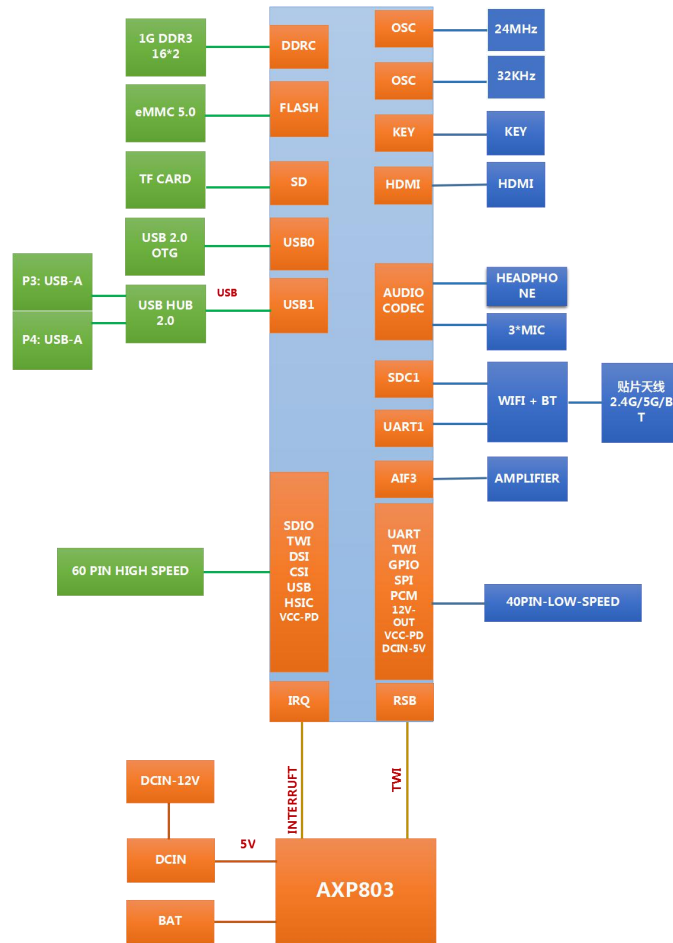 1G DDR3
16*2
DDRC
OSC
24MHz
eMMC 5.0
FLASH
OSC
32KHz
KEY
KEY
TF CARD
SD
HDMI
HDMI
USB 2.0
OTG
USB0
P3: USB-A
P4: USB-A
USB HUB
2.0
USB
USB1
AUDIO
CODEC
HEADPHO
NE
3*MIC
SDC1
UART1
WIFI + BT
贴片天线
2.4G/5G/B
T
AIF3
AMPLIFIER
60 PIN HIGH SPEED
SDIO
TWI
DSI
CSI
USB
HSIC
VCC-PD
UART
TWI
GPIO
SPI
PCM
12V-
OUT
VCC-PD
DCIN-5V
40PIN-LOW-SPEED
IRQ
RSB
INTERRUFT
TWI
DCIN-12V
DCIN
5V
BAT
AXP803